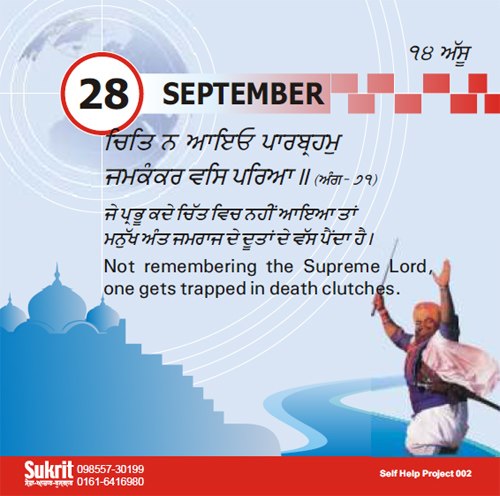 ੧੪ ਅੱਸੂ
28 SEPTEMBER
ਚਿਤਿ ਨ ਆਇਓ ਪਾਰਬ੍ਰਹਮੁ
ਜਮਕੰਕਰ ਵਸਿ ਪਰਿਆ ॥ (ਅੰਗ - ੭੧)
ਜੇ ਪ੍ਰਭੂ ਕਦੇ ਚਿੱਤ ਵਿਚ ਨਹੀਂ ਆਇਆ ਤਾਂ
ਮਨੁੱਖ ਅੰਤ ਜਮਰਾਜ ਦੇ ਦੂਤਾਂ ਦੇ ਵੱਸ ਪੈਂਦਾ ਹੈ।
Not remembering the Supreme Lord,
one gets trapped in death clutches.
Sukrit 098557-30199
0161-6416980
Self Help Project 002